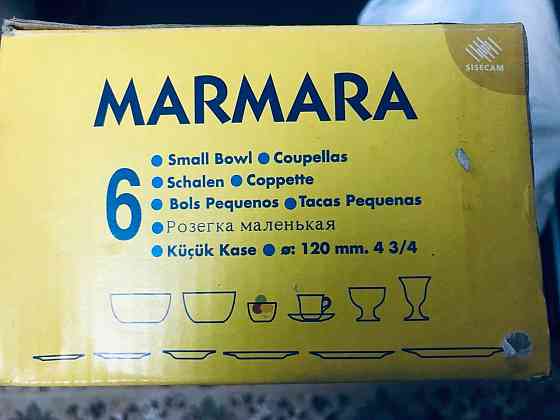 SISECAM
MARMARA
6
Small Bowl ● Coupellas
Schalen ● Coppette
Bols Pequenos ● Tacas Pequenas
Розегка маленькая
Küçük Kase ● ø: 120 mm. 4 3/4